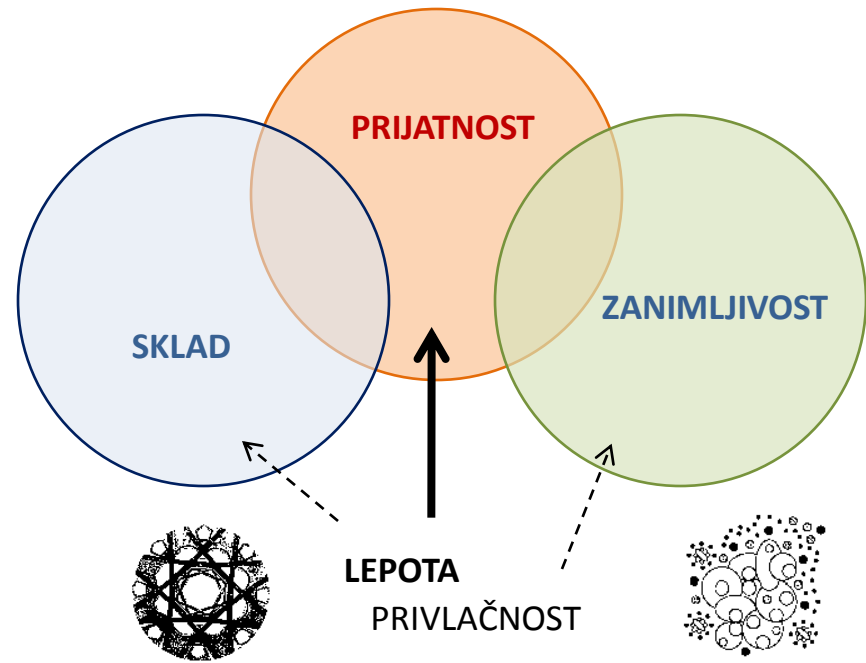 PRIJATNOST
SKLAD
ZANIMLJIVOST
LEPOTA
PRIVLAČNOST